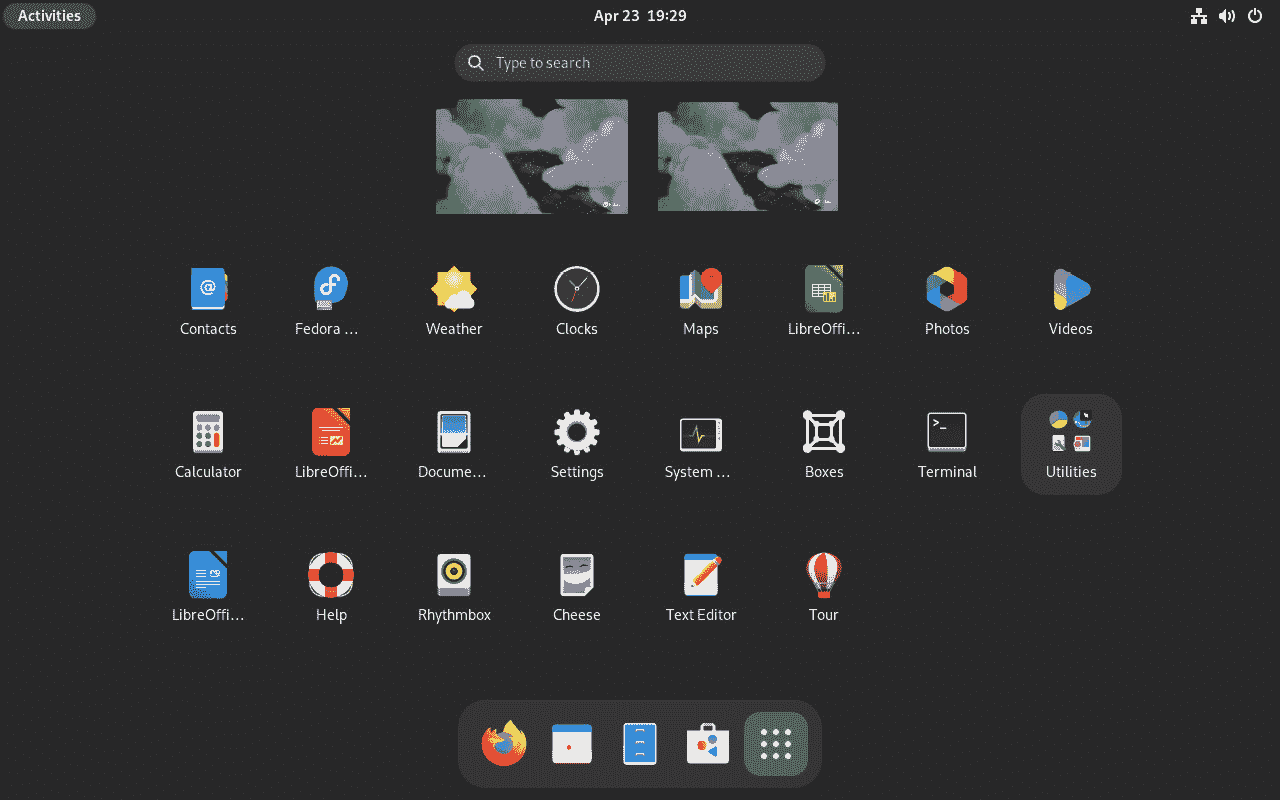 Activities
Apr 23 19:29
Type to search
Contacts
Fedora ...
Weather
Clocks
Maps
LibreOffi...
Photos
Videos
Calculator
LibreOffi...
Docume...
Settings
System ...
Boxes
Terminal
Utilities
LibreOffi...
Help
Rhythmbox
Cheese
Text Editor
Tour